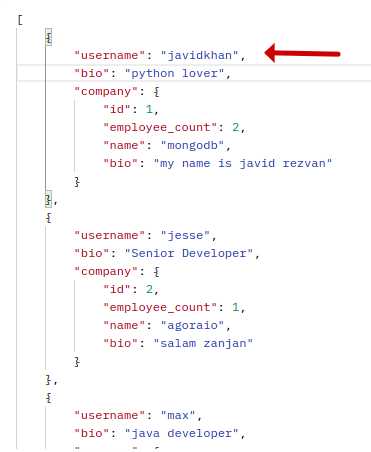 [
{
"username": "javidkhan",
"bio": "python lover",
"company": {
"id": 1,
"employee_count": 2,
"name": "mongodb",
"bio": "my name is javid rezvan"
}
},
{
"username": "jesse",
"bio": "Senior Developer",
"company": {
"id": 2,
"employee_count": 1,
"name": "agoraio",
"bio": "salam zanjan"
}
},
{
"username": "max",
"bio": "java developer",